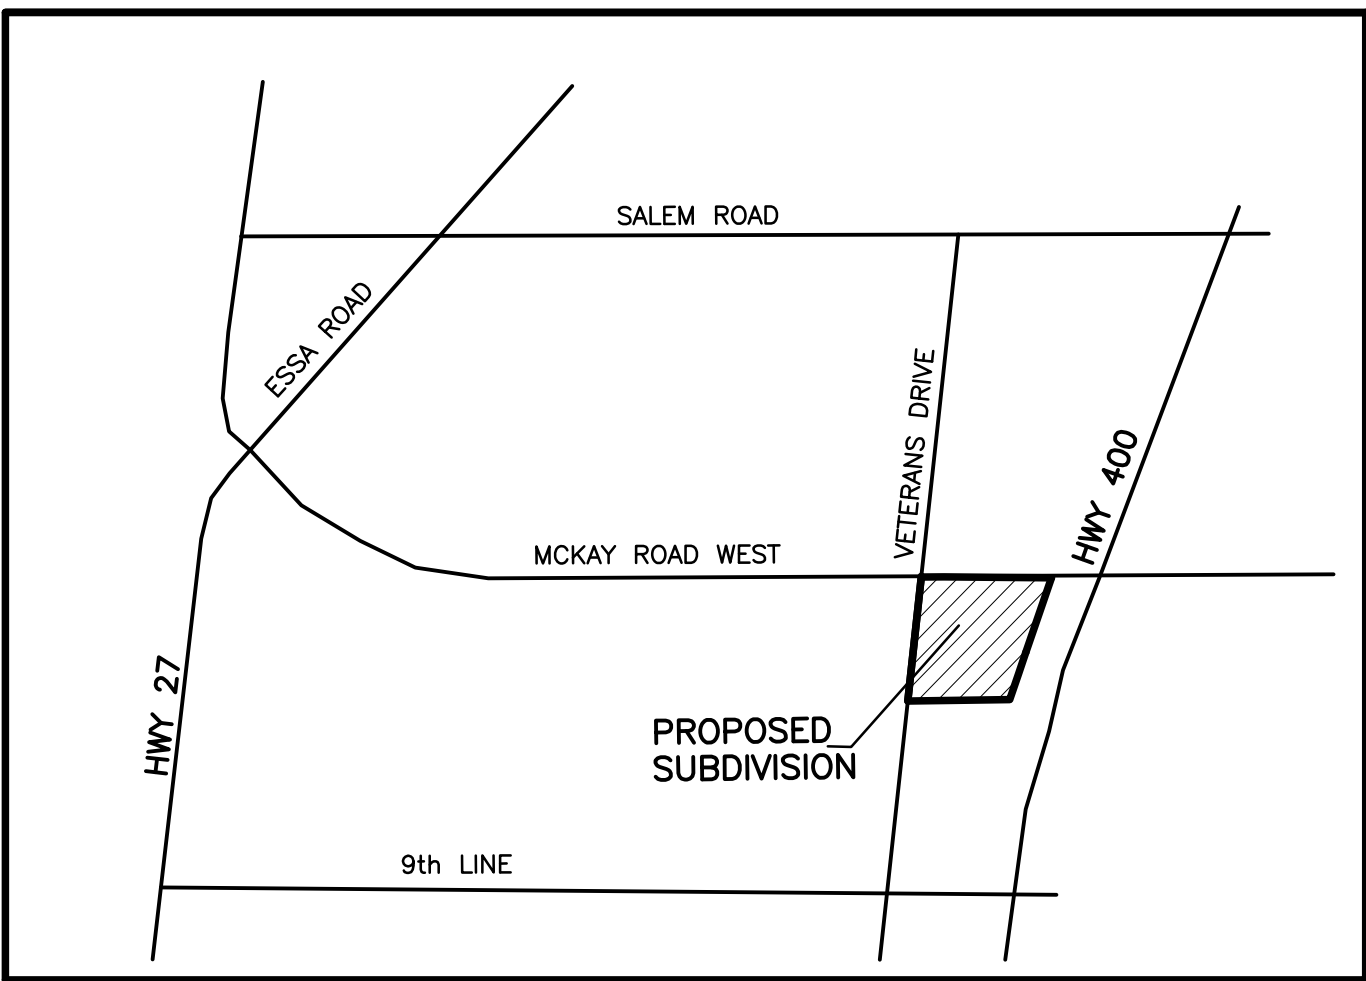 SALEM ROAD
ESSA ROAD
VETERANS DRIVE
HWY 400
MCKAY ROAD WEST
HWY 27
PROPOSED
SUBDIVISION
9th LINE